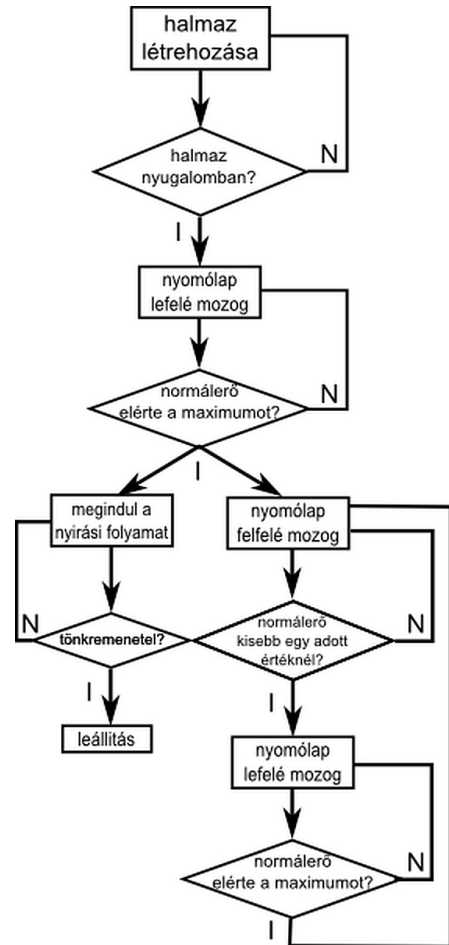 halmaz
létrehozása
halmaz
nyugalomban?
N
I
nyomólap
lefelé mozog
normálerő
elérte a maximumot?
N
I
megindul a
nyirási folyamat
tönkremenetel?
N
I
leállitás
nyomólap
felfelé mozog
normálerő
kisebb egy adott
értéknél?
N
I
nyomólap
lefelé mozog
normálerő
elérte a maximumot?
N
I